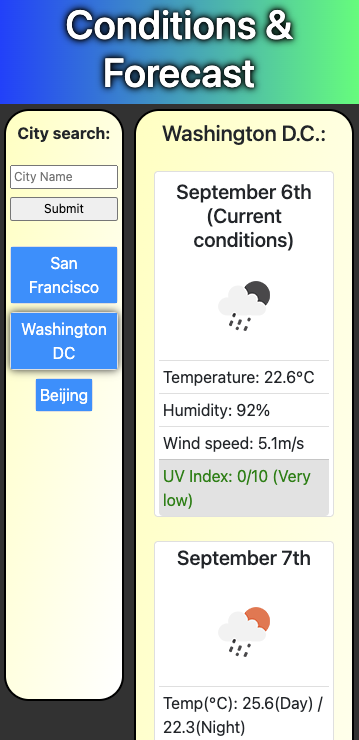 Conditions &
Forecast
City search:
City Name
Submit
San
Francisco
Washington
DC
Beijing
Washington D.C.:
September 6th
(Current
conditions)
Temperature: 22.6°C
Humidity: 92%
Wind speed: 5.1m/s
UV Index: 0/10 (Very
low)
September 7th
Temp(°C): 25.6(Day) /
22.3(Night)